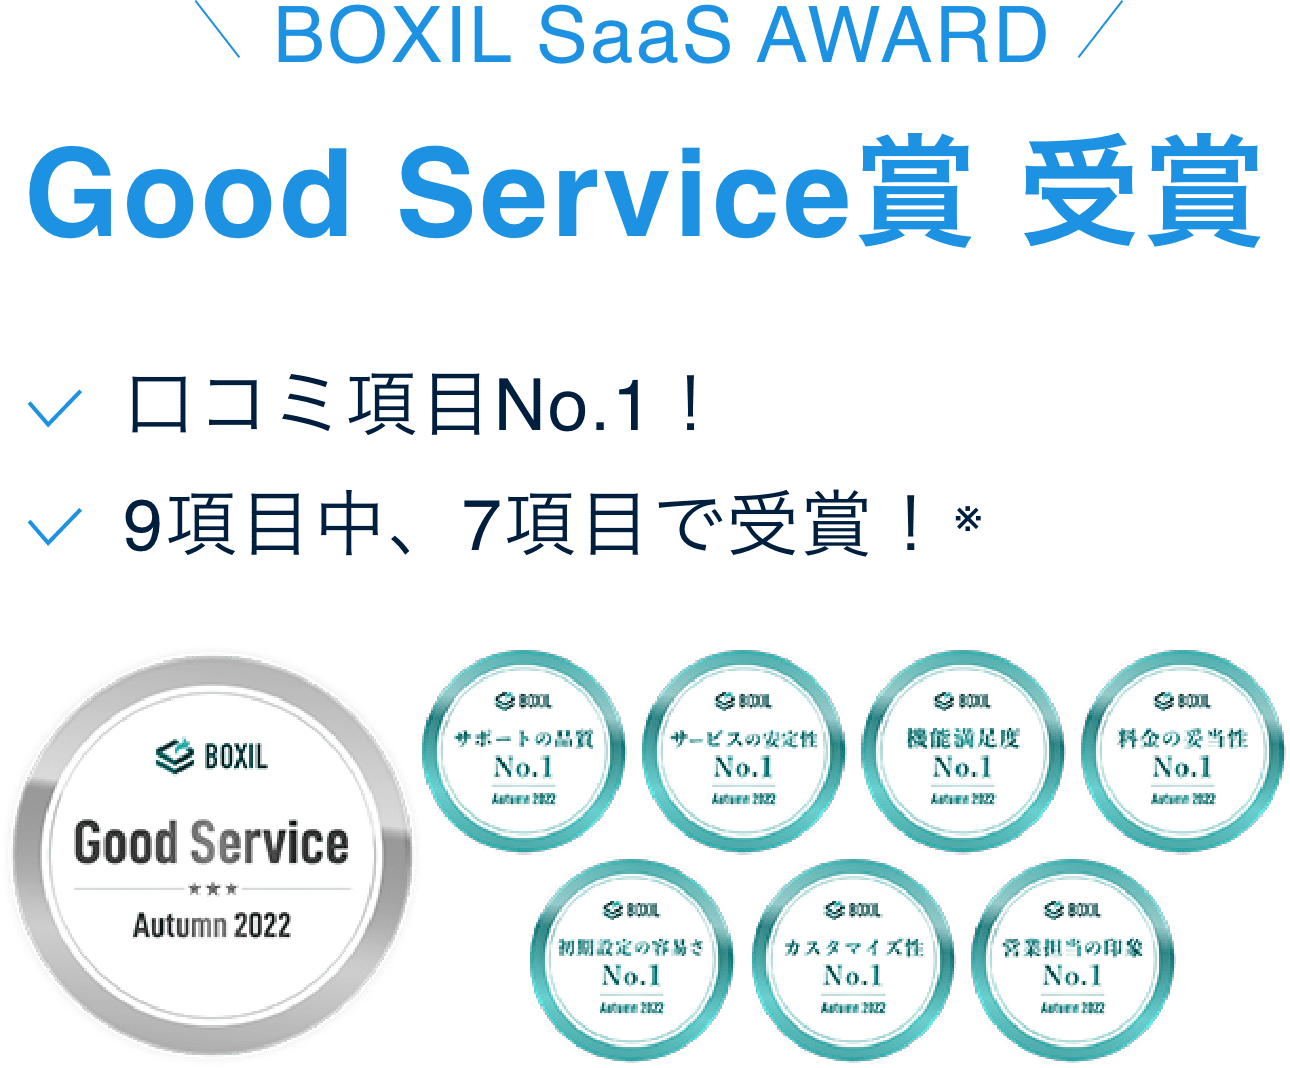 \ BOXIL SaaS AWARD /
Good Service賞 受賞
口コミ項目No.1！
9項目中、7項目で受賞！※
BOXIL
Good Service
Autumn 2022
BOXIL
サポートの品質
No.1
Autumn 2022
BOXIL
サービスの安定性
No.1
Autumn 2022
BOXIL
機能満足度
No.1
Autumn 2022
BOXIL
料金の妥当性
No.1
Autumn 2022
BOXIL
初期設定の容易さ
No.1
Autumn 2022
BOXIL
カスタマイズ性
No.1
Autumn 2022
BOXIL
営業担当の印象
No.1
Autumn 2022